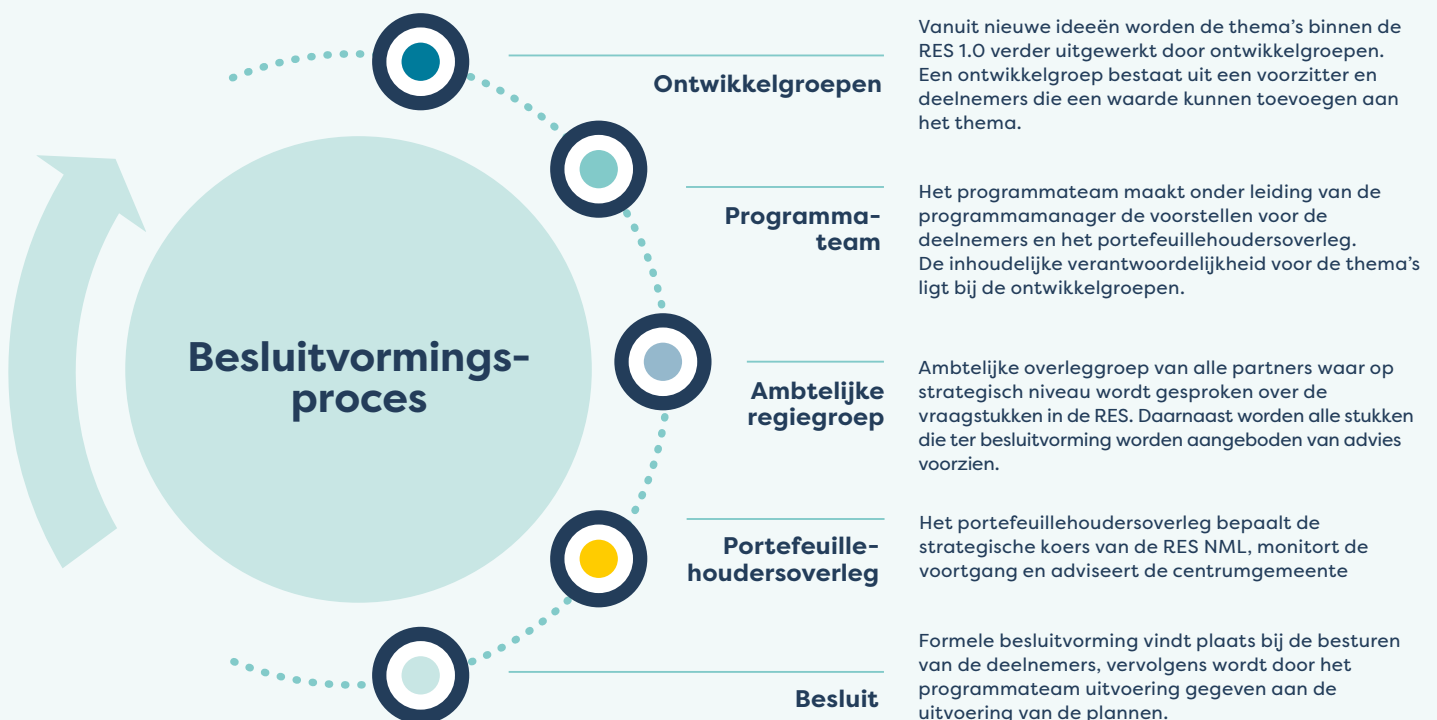 Besluitvormings-
proces
Ontwikkelgroepen
Vanuit nieuwe ideeën worden de thema's binnen de
RES 1.0 verder uitgewerkt door ontwikkelgroepen.
Een ontwikkelgroep bestaat uit een voorzitter en
deelnemers die een waarde kunnen toevoegen aan
het thema.
Programma-
team
Het programmateam maakt onder leiding van de
programmamanager de voorstellen voor de
deelnemers en het portefeuillehoudersoverleg.
De inhoudelijke verantwoordelijkheid voor de thema's
ligt bij de ontwikkelgroepen.
Ambtelijke
regiegroep
Ambtelijke overleggroep van alle partners waar op
strategisch niveau wordt gesproken over de
vraagstukken in de RES. Daarnaast worden alle stukken
die ter besluitvorming worden aangeboden van advies
voorzien.
Portefeuille-
houdersoverleg
Het portefeuillehoudersoverleg bepaalt de
strategische koers van de RES NML, monitort de
voortgang en adviseert de centrumgemeente
Besluit
Formele besluitvorming vindt plaats bij de besturen
van de deelnemers, vervolgens wordt door het
programmateam uitvoering gegeven aan de
uitvoering van de plannen.